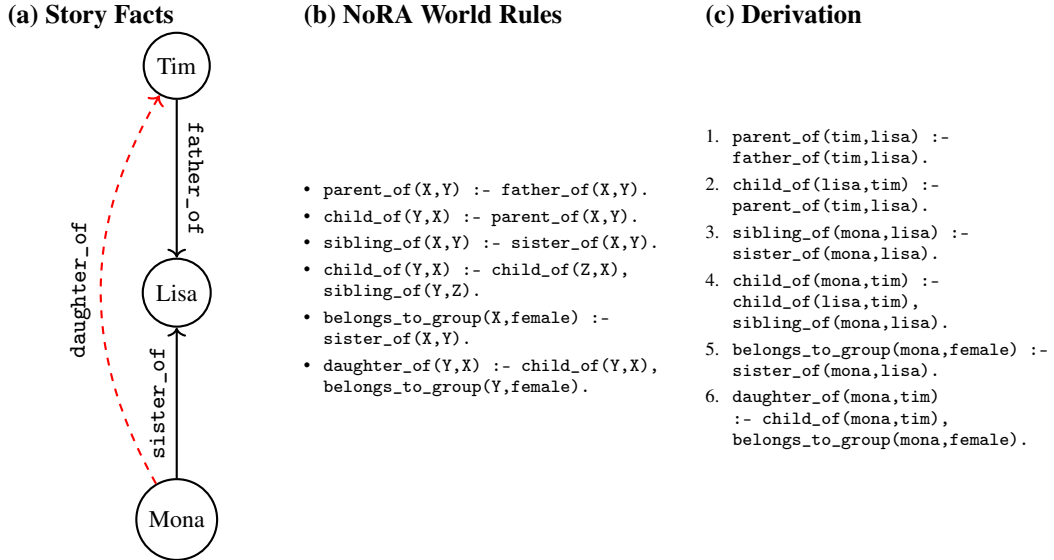 (a) Story Facts
Tim
father_of
daughter_of
Lisa
sister_of
Mona
(b) NoRA World Rules
• parent_of(X,Y) :- father_of(X,Y).
• child_of(Y,X) :- parent_of(X,Y).
• sibling_of(X,Y) :- sister_of(X,Y).
• child_of(Y,X) :- child_of(Z,X),
sibling_of(Y,Z).
• belongs_to_group(X,female) :-
sister_of(X,Y).
• daughter_of(Y,X) :- child_of(Y,X),
belongs_to_group(Y,female).
(c) Derivation
1. parent_of(tim,lisa) :-
father_of(tim,lisa).
2. child_of(lisa,tim) :-
parent_of(tim,lisa).
3. sibling_of(mona,lisa) :-
sister_of(mona,lisa).
4. child_of(mona,tim) :-
child_of(lisa,tim),
sibling_of(mona,lisa).
5. belongs_to_group(mona,female) :-
sister_of(mona,lisa).
6. daughter_of(mona,tim)
:- child_of(mona,tim),
belongs_to_group(mona,female).